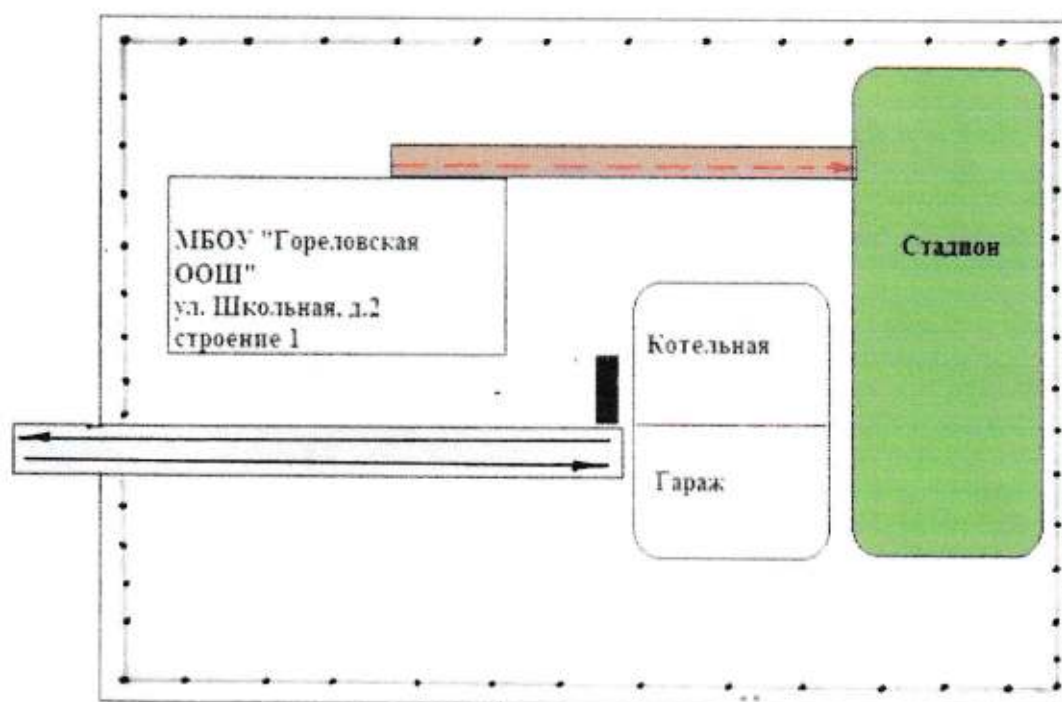 МБОУ "Гореловская
ООШ"
ул. Школьная, д.2
строение 1
Стадион
Котельная
Гараж